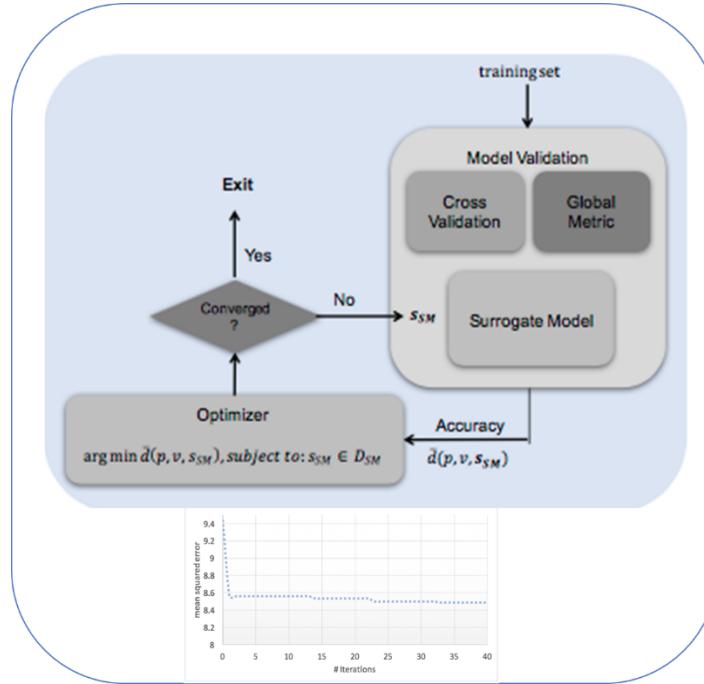 training set
Model Validation
Cross
Validation
Global
Metric
Surrogate Model
s_SM
Exit
Yes
No
Converged
?
Optimizer
arg min d̄(p, v, s_SM), subject to: s_SM ∈ D_SM
Accuracy
d̄(p, v, s_SM)
9.4
9.2
9
8.8
8.6
8.4
8.2
8
mean squared error
0 5 10 15 20 25 30 35 40
# Iterations